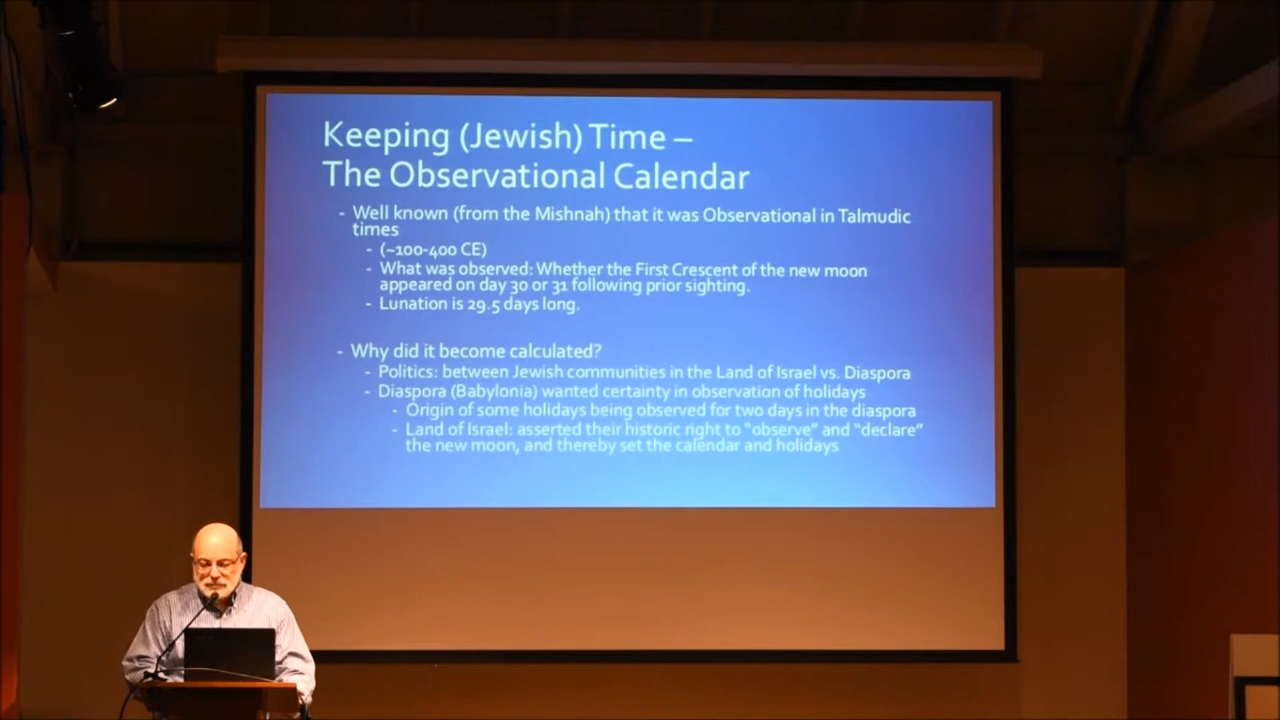 Keeping (Jewish) Time –
The Observational Calendar
- Well known (from the Mishnah) that it was Observational in Talmudic
times
- (~100-400 CE)
- What was observed: Whether the First Crescent of the new moon
appeared on day 30 or 31 following prior sighting.
- Lunation is 29.5 days long.
- Why did it become calculated?
- Politics: between Jewish communities in the Land of Israel vs. Diaspora
- Diaspora (Babylonia) wanted certainty in observation of holidays
- Origin of some holidays being observed for two days in the diaspora
- Land of Israel: asserted their historic right to "observe" and "declare"
the new moon, and thereby set the calendar and holidays